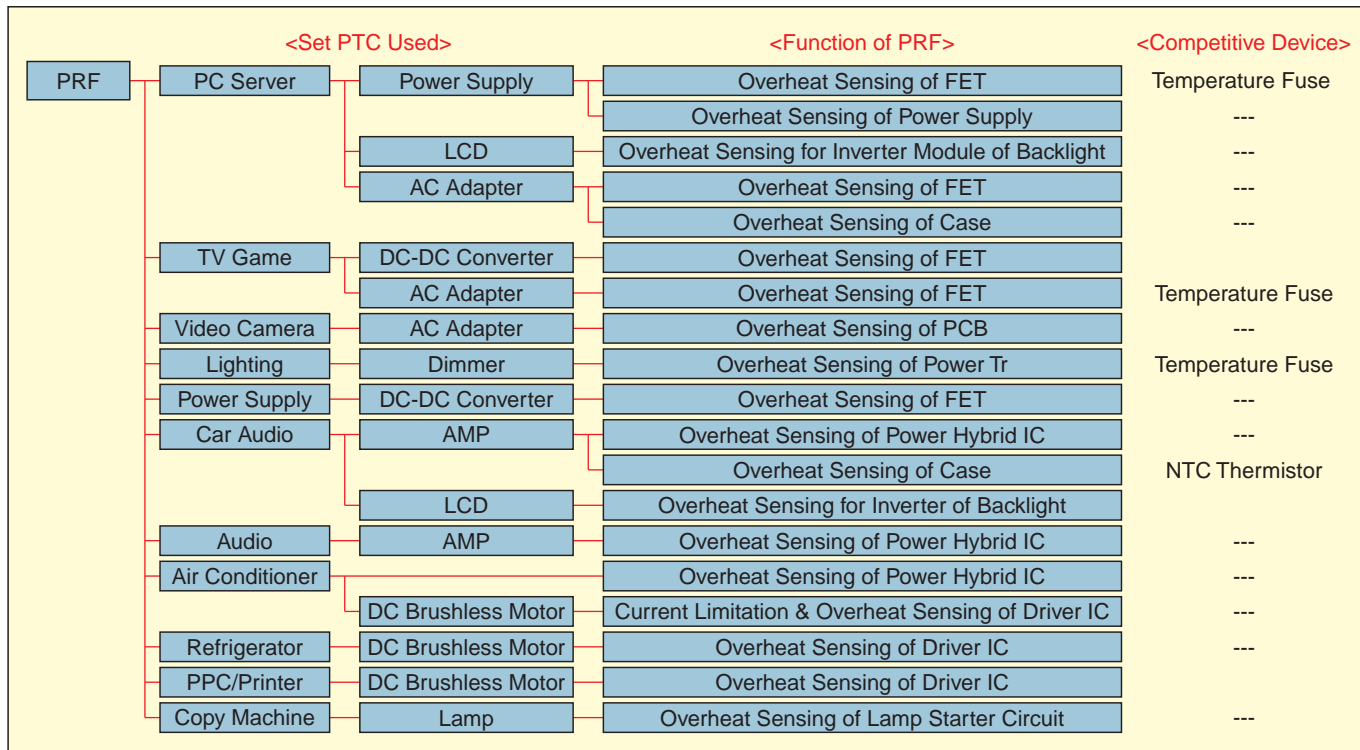 <Set PTC Used> <Function of PRF> <Competitive Device>
PRF PC Server Power Supply Overheat Sensing of FET Temperature Fuse
Overheat Sensing of Power Supply ---
LCD Overheat Sensing for Inverter Module of Backlight ---
AC Adapter Overheat Sensing of FET ---
Overheat Sensing of Case ---
TV Game DC-DC Converter Overheat Sensing of FET
AC Adapter Overheat Sensing of FET Temperature Fuse
Video Camera AC Adapter Overheat Sensing of PCB ---
Lighting Dimmer Overheat Sensing of Power Tr Temperature Fuse
Power Supply DC-DC Converter Overheat Sensing of FET ---
Car Audio AMP Overheat Sensing of Power Hybrid IC ---
Overheat Sensing of Case NTC Thermistor
LCD Overheat Sensing for Inverter of Backlight
Audio AMP Overheat Sensing of Power Hybrid IC ---
Air Conditioner Overheat Sensing of Power Hybrid IC ---
DC Brushless Motor Current Limitation & Overheat Sensing of Driver IC ---
Refrigerator DC Brushless Motor Overheat Sensing of Driver IC ---
PPC/Printer DC Brushless Motor Overheat Sensing of Driver IC
Copy Machine Lamp Overheat Sensing of Lamp Starter Circuit ---